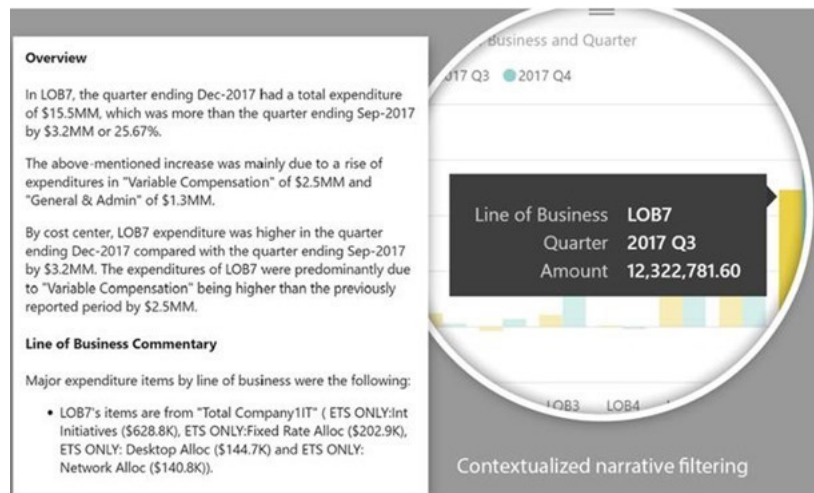 Overview
In LOB7, the quarter ending Dec-2017 had a total expenditure
of $15.5MM, which was more than the quarter ending Sep-2017
by $3.2MM or 25.67%.
The above-mentioned increase was mainly due to a rise of
expenditures in "Variable Compensation" of $2.5MM and
"General & Admin" of $1.3MM.
By cost center, LOB7 expenditure was higher in the quarter
ending Dec-2017 compared with the quarter ending Sep-2017
by $3.2MM. The expenditures of LOB7 were predominantly due
to "Variable Compensation" being higher than the previously
reported period by $2.5MM.
Line of Business Commentary
Major expenditure items by line of business were the following:
• LOB7's items are from "Total Company1IT" ( ETS ONLY:Int
Initiatives ($628.8K), ETS ONLY:Fixed Rate Alloc ($202.9K),
ETS ONLY: Desktop Alloc ($144.7K) and ETS ONLY:
Network Alloc ($140.8K)).
Business and Quarter
Q3 2017 Q4
Line of Business LOB7
Quarter 2017 Q3
Amount 12,322,781.60
LOB3 LOB4
Contextualized narrative filtering